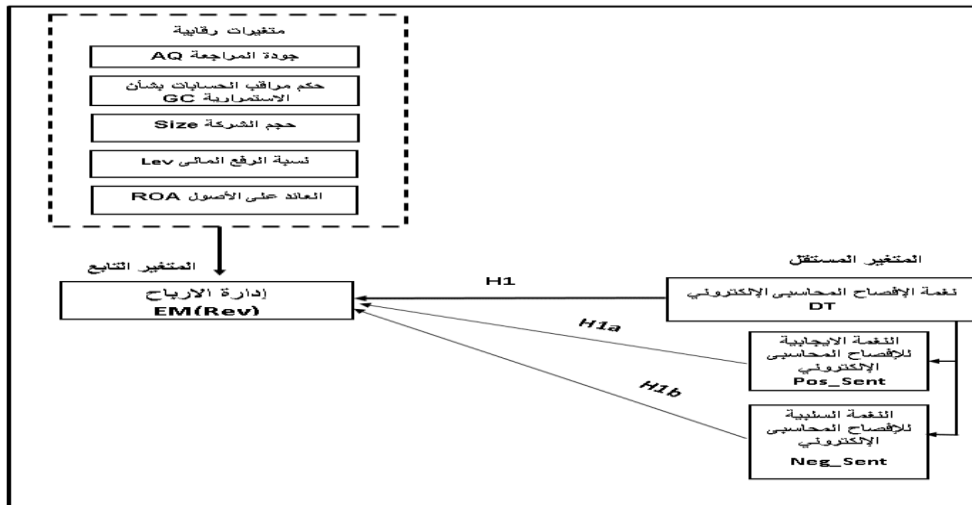 متغيرات رقابية
جودة المراجعة AQ
حكم مراقب الحسابات بشأن
الاستمرارية GC
حجم الشركة Size
نسبة الرفع المالى Lev
العائد على الأصول ROA
المتغير التابع
إدارة الارباح
EM(Rev)
المتغير المستقل
نغمة الإفصاح المحاسبى الإلكتروني
DT
H1
H1a
H1b
النغمة الايجابية
للإفصاح المحاسبى
الإلكتروني
Pos_Sent
النغمة السلبية
للإفصاح المحاسبى
الإلكتروني
Neg_Sent